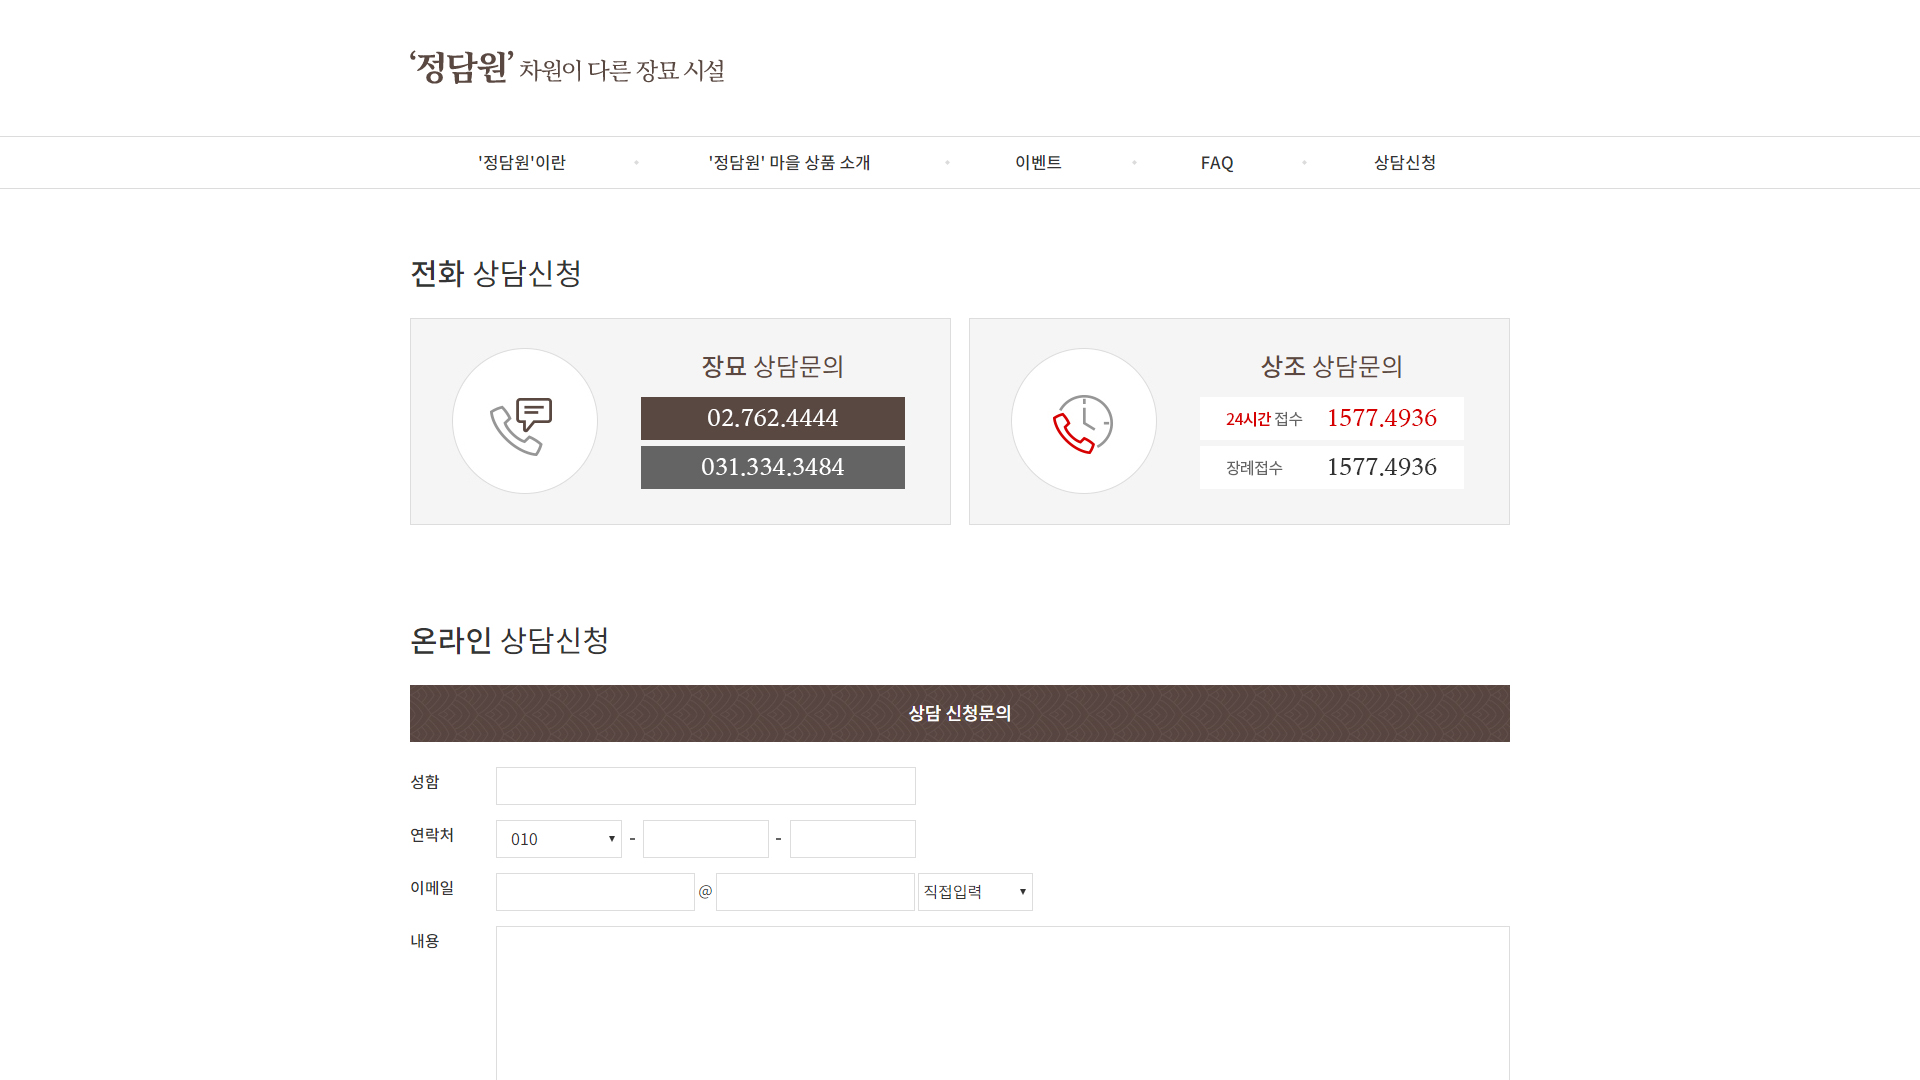 ‘정담원’ 차원이 다른 장묘 시설
'정담원'이란
'정담원' 마을 상품 소개
이벤트
FAQ
상담신청
전화 상담신청
장묘 상담문의
02.762.4444
031.334.3484
상조 상담문의
24시간 접수 1577.4936
장례접수 1577.4936
온라인 상담신청
상담 신청문의
성함
연락처 010 - -
이메일 @ 직접입력
내용